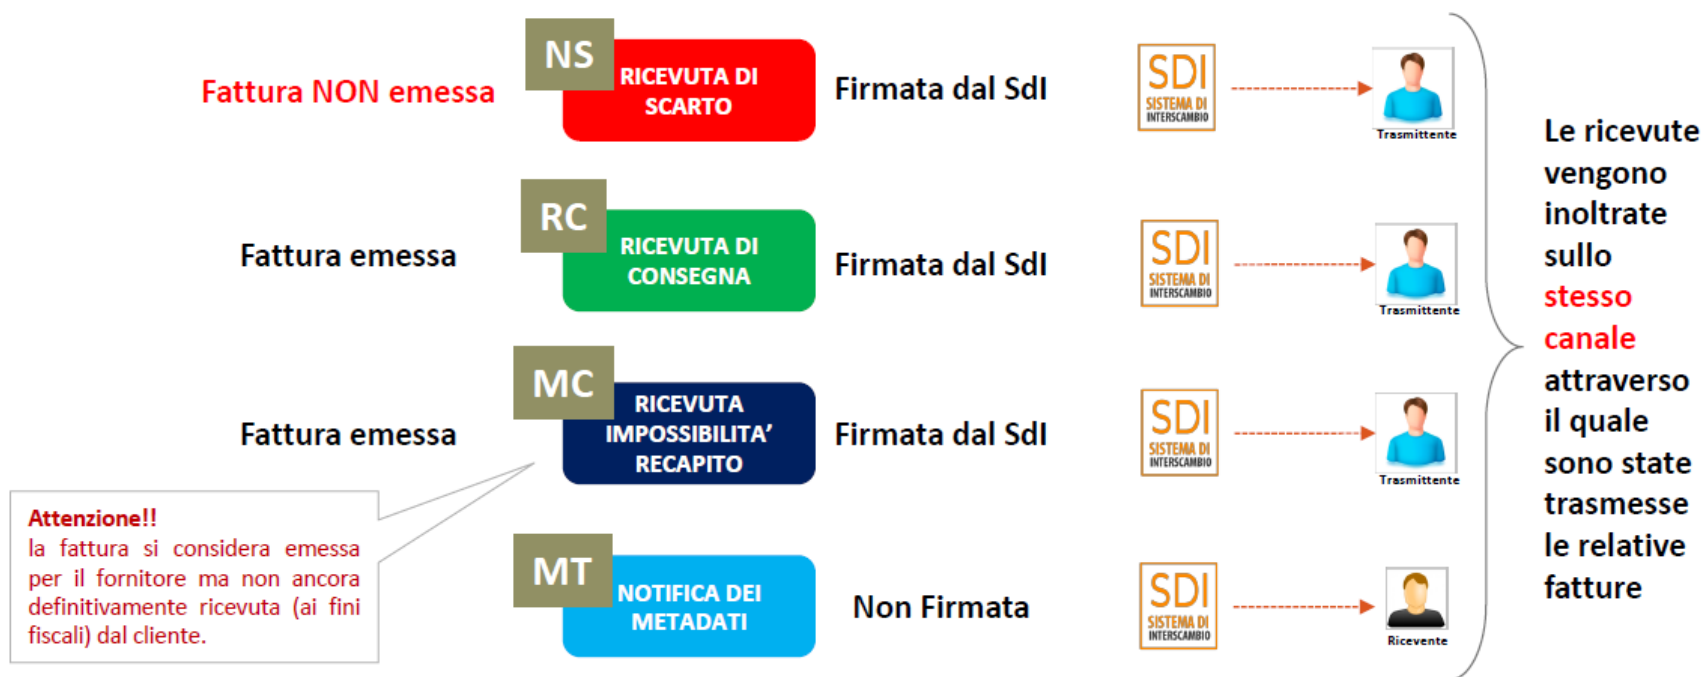 NS
Fattura NON emessa
RICEVUTA DI
SCARTO
Firmata dal SdI
SDI
SISTEMA DI
INTERSCAMBIO
Trasmittente
RC
Fattura emessa
RICEVUTA DI
CONSEGNA
Firmata dal SdI
SDI
SISTEMA DI
INTERSCAMBIO
Trasmittente
MC
Fattura emessa
RICEVUTA
IMPOSSIBILITA’
RECAPITO
Firmata dal SdI
SDI
SISTEMA DI
INTERSCAMBIO
Trasmittente
Attenzione!!
la fattura si considera emessa
per il fornitore ma non ancora
definitivamente ricevuta (ai fini
fiscali) dal cliente.
MT
NOTIFICA DEI
METADATI
Non Firmata
SDI
SISTEMA DI
INTERSCAMBIO
Ricevente
Le ricevute
vengono
inoltrate
sullo
stesso
canale
attraverso
il quale
sono state
trasmesse
le relative
fatture